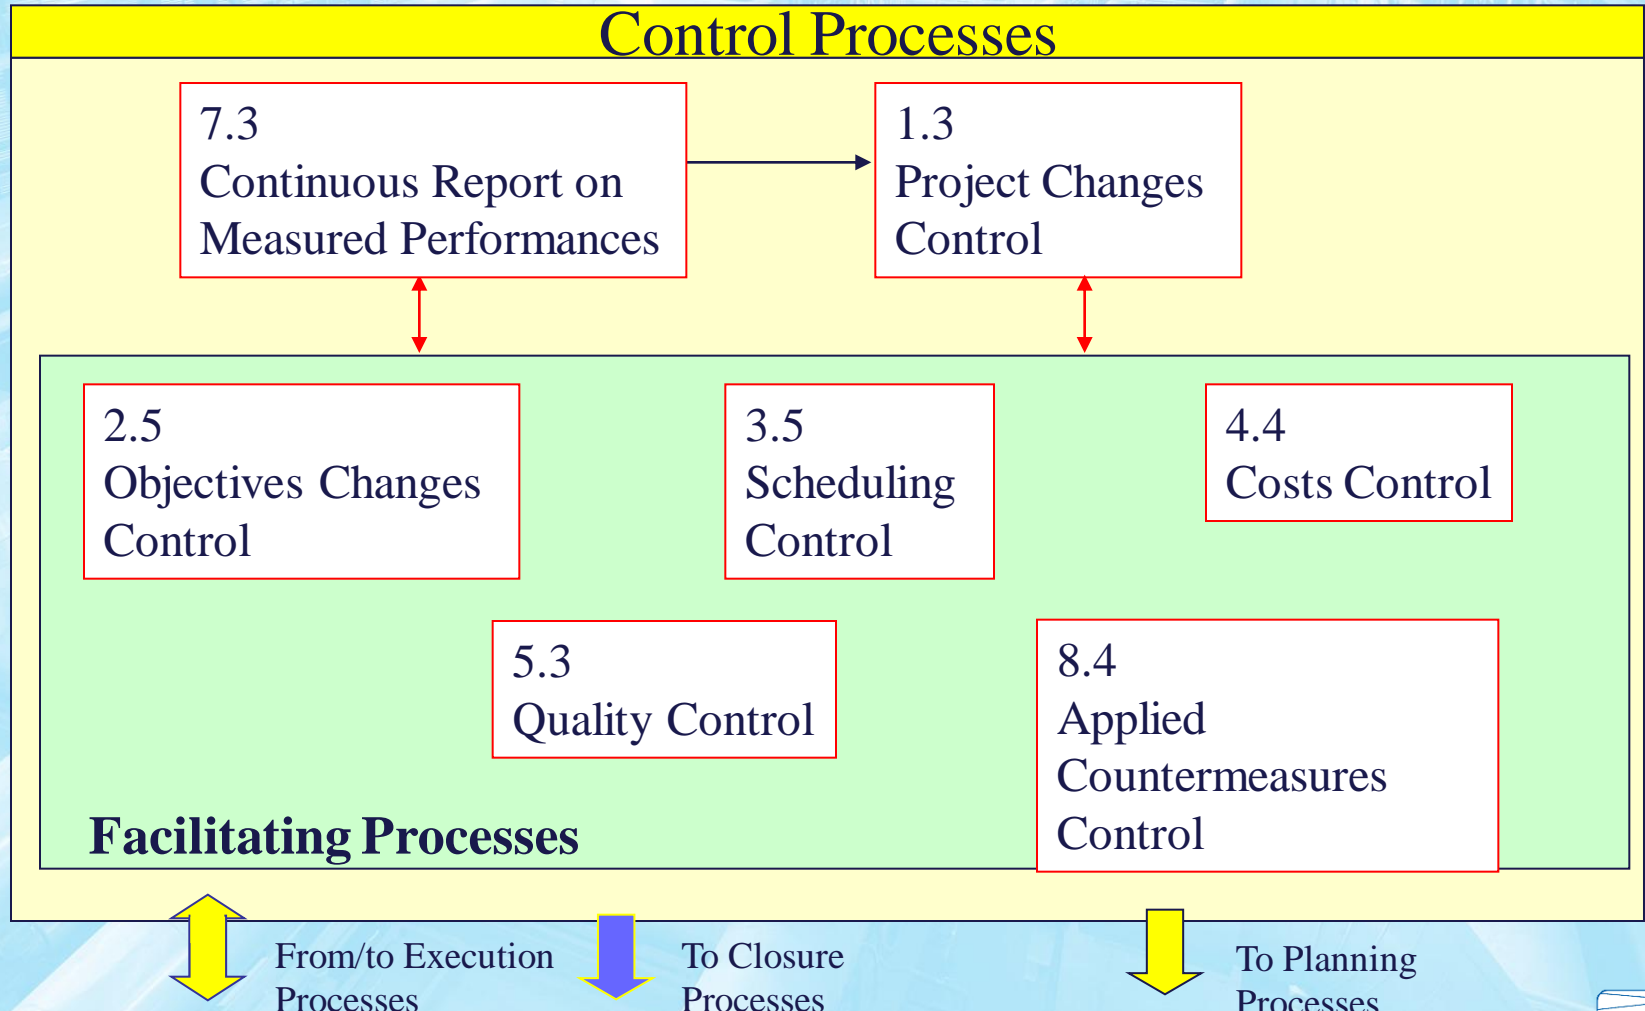 Control Processes
7.3
Continuous Report on
Measured Performances
1.3
Project Changes
Control
2.5
Objectives Changes
Control
3.5
Scheduling
Control
4.4
Costs Control
5.3
Quality Control
8.4
Applied
Countermeasures
Control
Facilitating Processes
From/to Execution
Processes
To Closure
Processes
To Planning
Processes